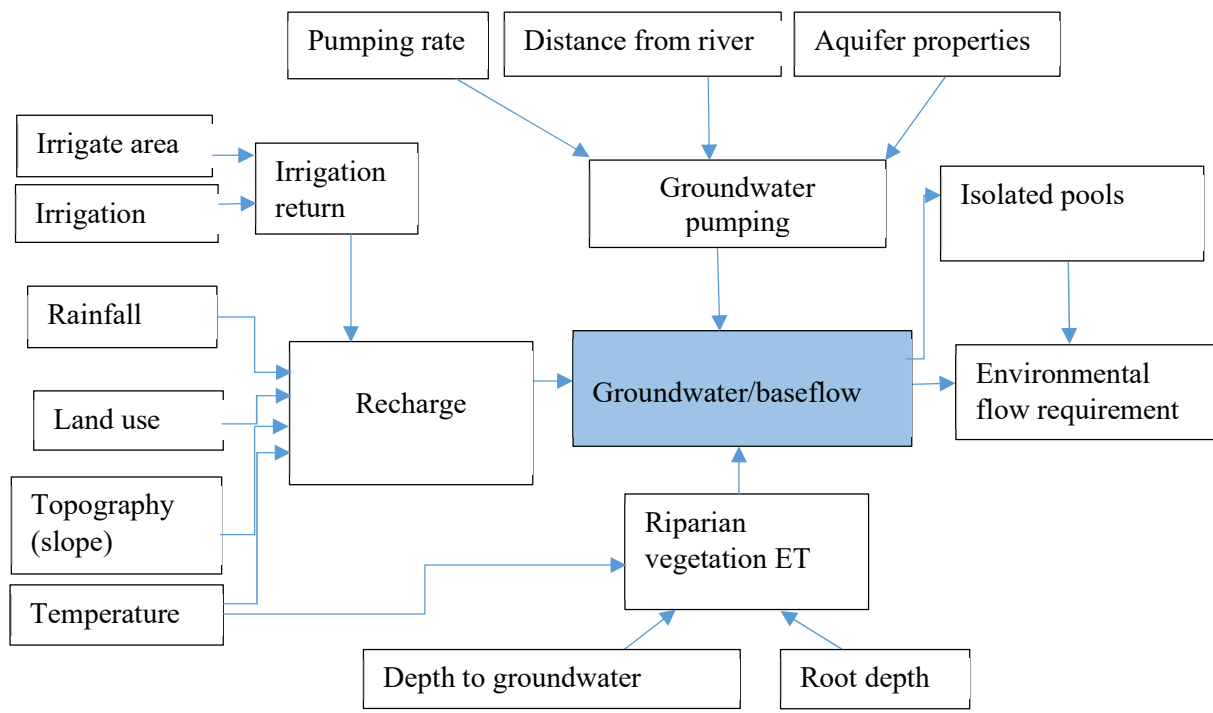 Pumping rate
Distance from river
Aquifer properties
Irrigate area
Irrigation
return
Irrigation
Groundwater
pumping
Isolated pools
Rainfall
Recharge
Groundwater/baseflow
Environmental
flow requirement
Land use
Topography
(slope)
Riparian
vegetation ET
Temperature
Depth to groundwater
Root depth